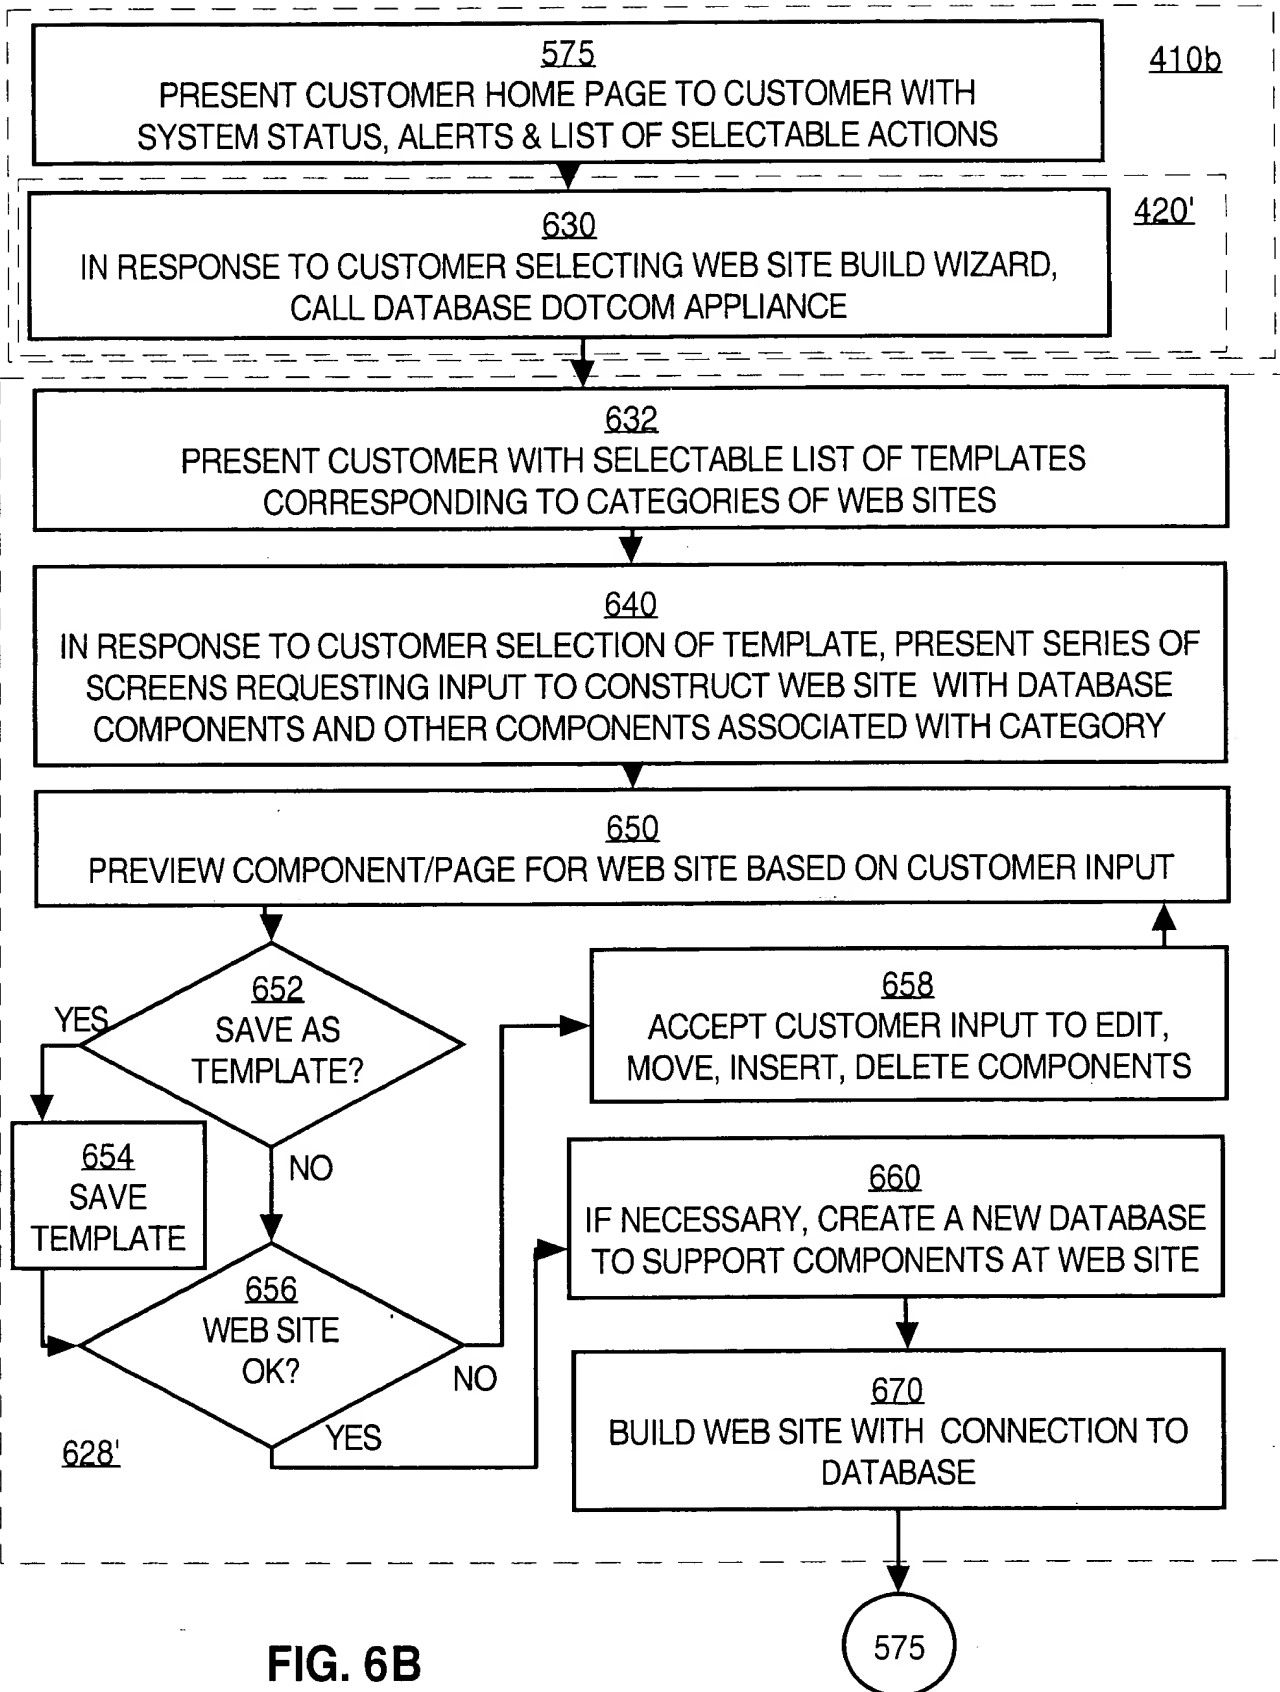 575
410b
PRESENT CUSTOMER HOME PAGE TO CUSTOMER WITH
SYSTEM STATUS, ALERTS & LIST OF SELECTABLE ACTIONS
420'
630
IN RESPONSE TO CUSTOMER SELECTING WEB SITE BUILD WIZARD,
CALL DATABASE DOTCOM APPLIANCE
632
PRESENT CUSTOMER WITH SELECTABLE LIST OF TEMPLATES
CORRESPONDING TO CATEGORIES OF WEB SITES
640
IN RESPONSE TO CUSTOMER SELECTION OF TEMPLATE, PRESENT SERIES OF
SCREENS REQUESTING INPUT TO CONSTRUCT WEB SITE WITH DATABASE
COMPONENTS AND OTHER COMPONENTS ASSOCIATED WITH CATEGORY
650
PREVIEW COMPONENT/PAGE FOR WEB SITE BASED ON CUSTOMER INPUT
652
SAVE AS
TEMPLATE?
YES
NO
654
SAVE
TEMPLATE
656
WEB SITE
OK?
NO
YES
658
ACCEPT CUSTOMER INPUT TO EDIT,
MOVE, INSERT, DELETE COMPONENTS
660
IF NECESSARY, CREATE A NEW DATABASE
TO SUPPORT COMPONENTS AT WEB SITE
670
BUILD WEB SITE WITH CONNECTION TO
DATABASE
628'
575
FIG. 6B